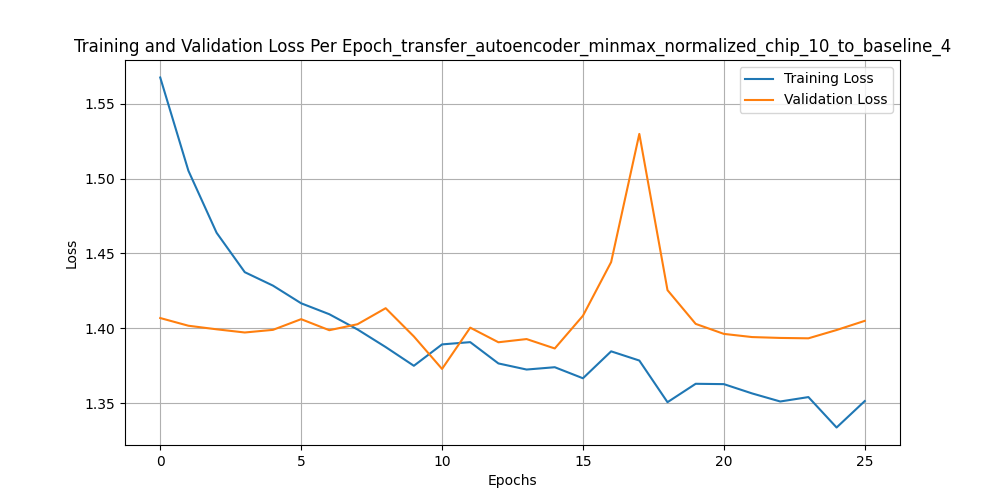 Training and Validation Loss Per Epoch_transfer_autoencoder_minmax_normalized_chip_10_to_baseline_4
Training Loss
Validation Loss
1.55
1.50
1.45
1.40
1.35
Loss
0 5 10 15 20 25
Epochs